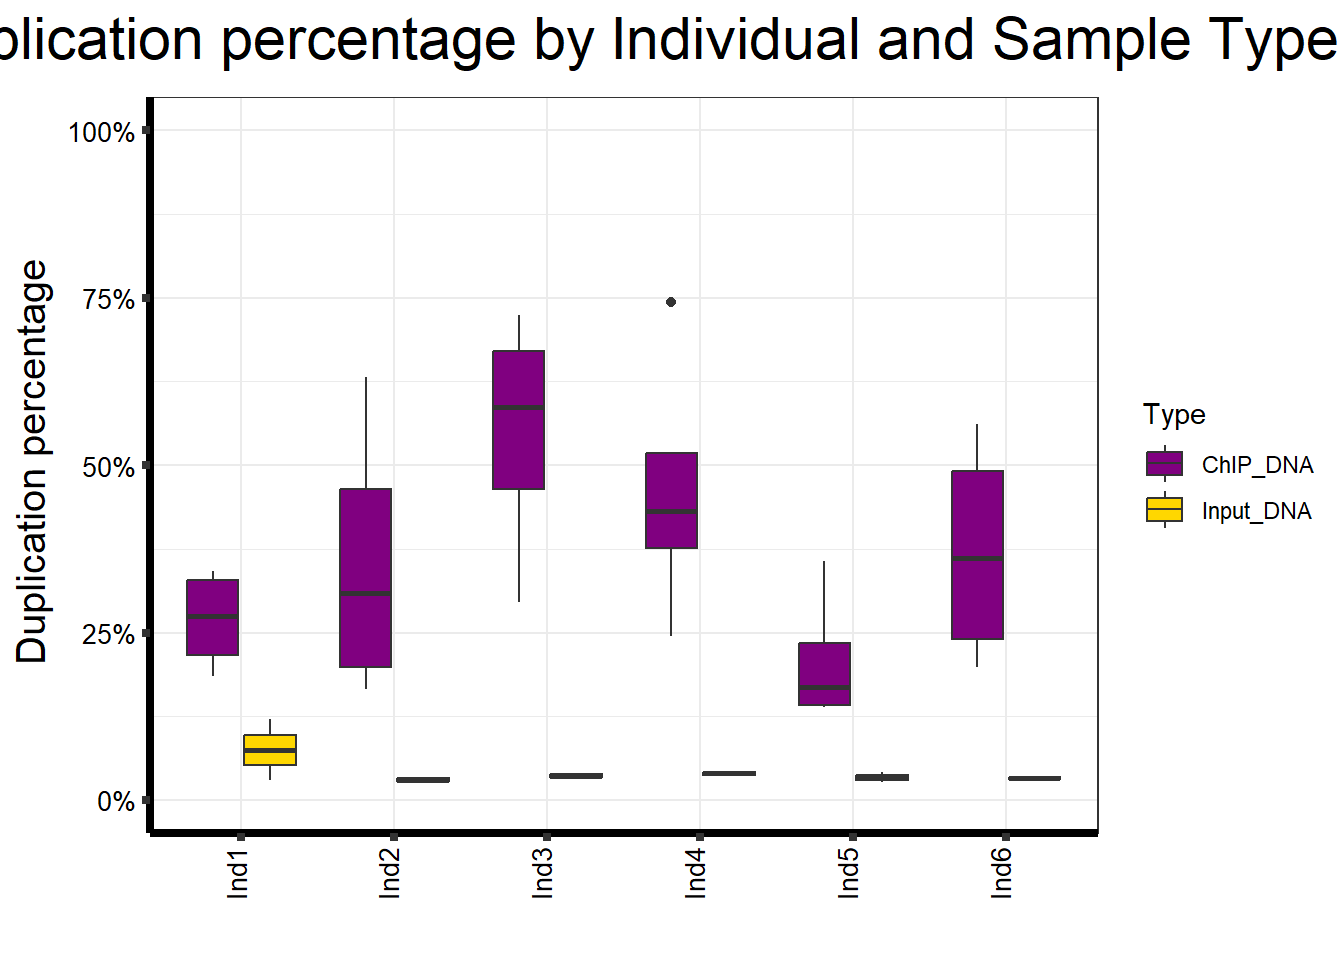 plication percentage by Individual and Sample Type
Duplication percentage
100%
75%
50%
25%
0%
Ind1
Ind2
Ind3
Ind4
Ind5
Ind6
Type
ChIP_DNA
Input_DNA